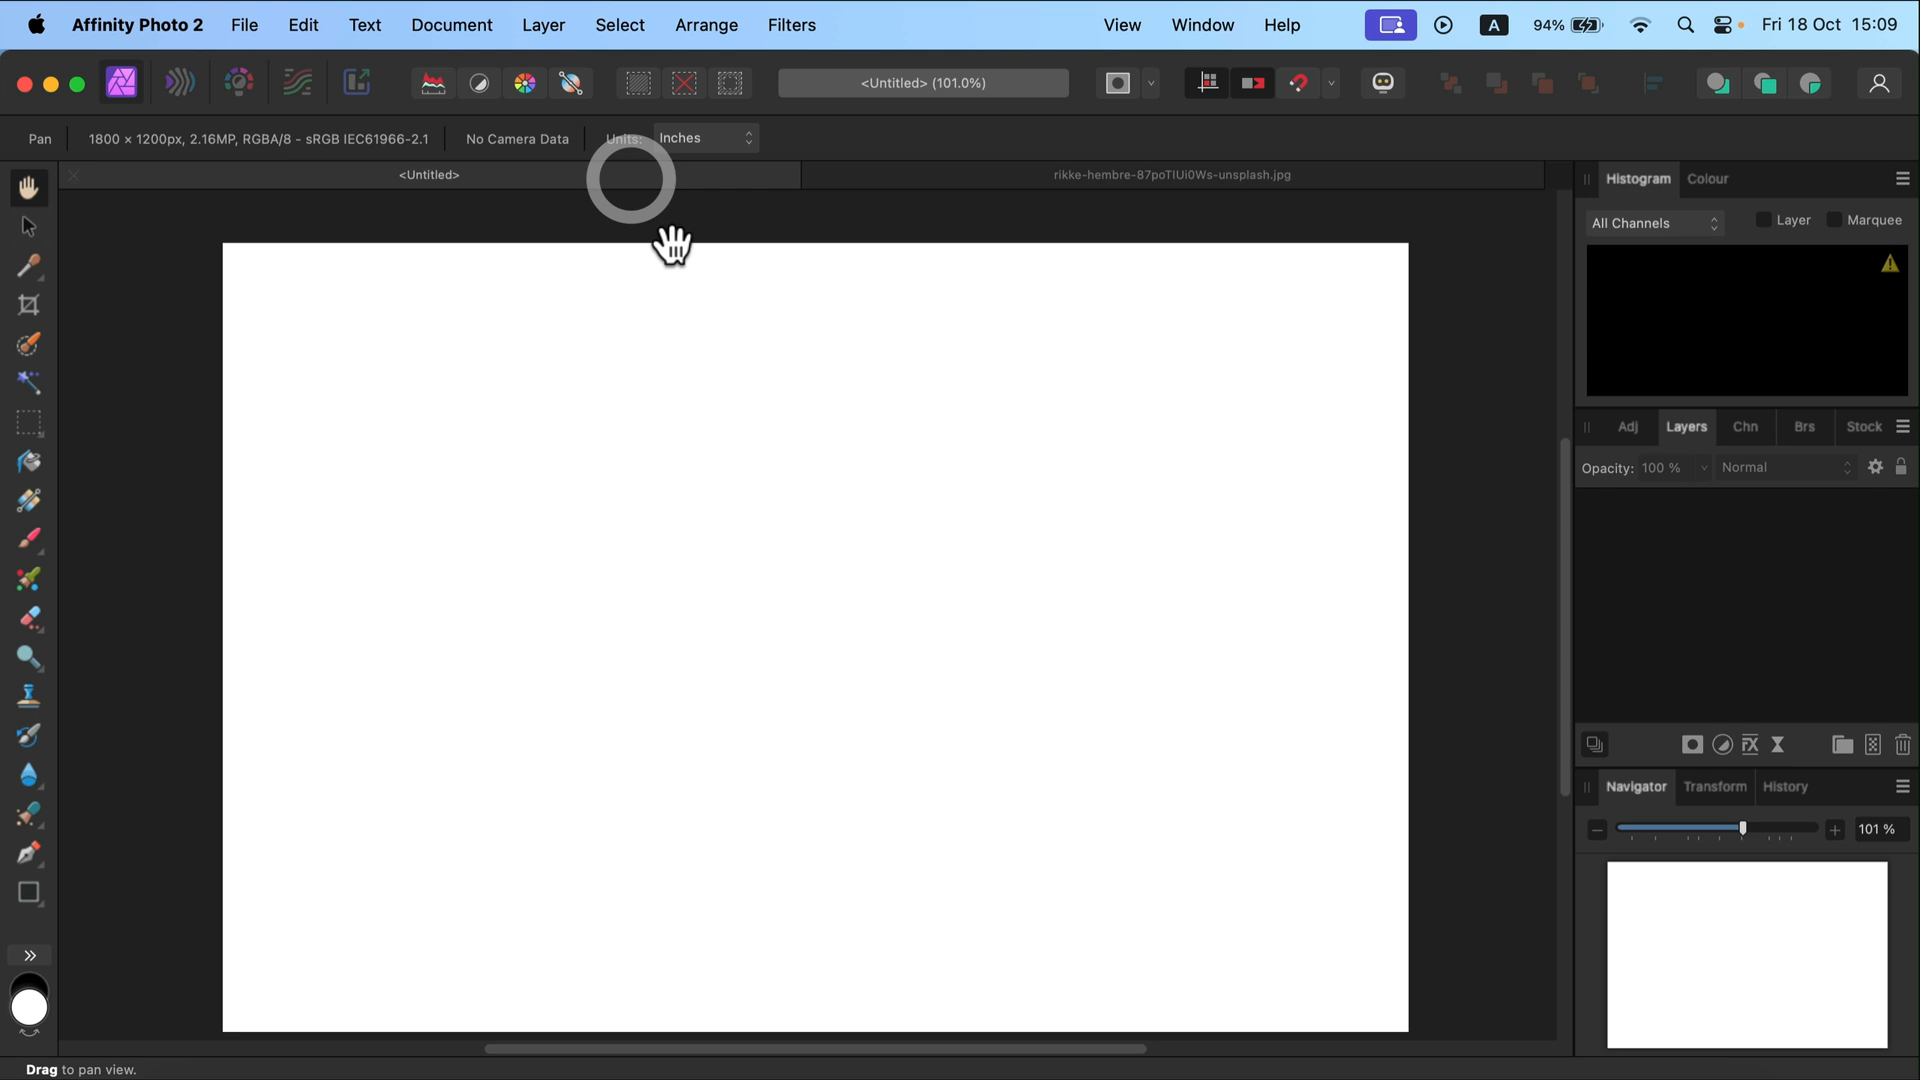 Affinity Photo 2 File Edit Text Document Layer Select Arrange Filters View Window Help A 94% Fri 18 Oct 15:09
<Untitled> (101.0%)
Pan 1800 × 1200px, 2.16MP, RGBA/8 - sRGB IEC61966-2.1 No Camera Data Units: Inches
<Untitled> rikke-hembre-87poTIUi0Ws-unsplash.jpg
Histogram Colour
All Channels Layer Marquee
Adj Layers Chn Brs Stock
Opacity: 100 % Normal
Navigator Transform History
101 %
Drag to pan view.